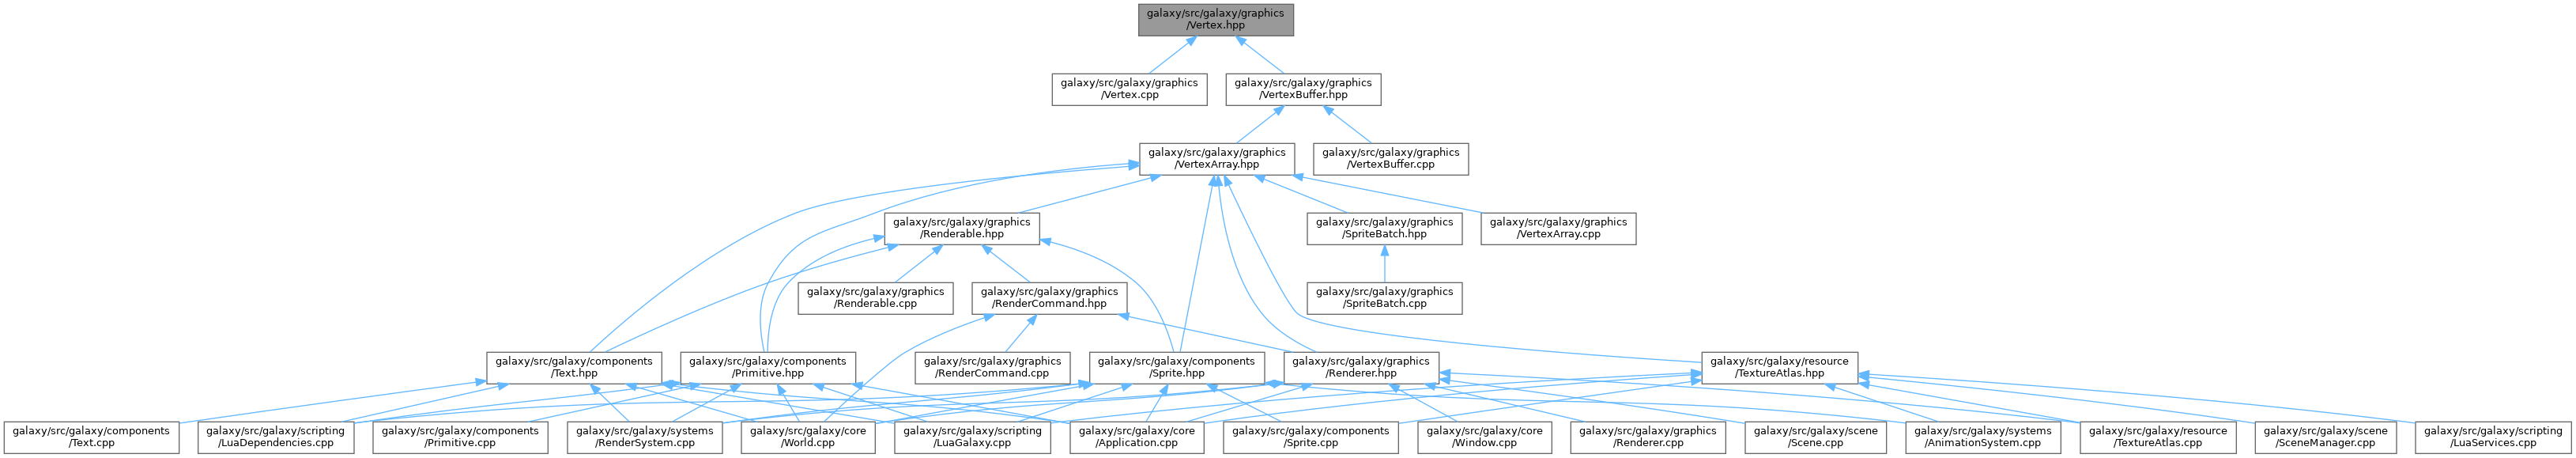 galaxy/src/galaxy/graphics
/Vertex.hpp
galaxy/src/galaxy/graphics
/Vertex.cpp
galaxy/src/galaxy/graphics
/VertexBuffer.hpp
galaxy/src/galaxy/graphics
/VertexArray.hpp
galaxy/src/galaxy/graphics
/VertexBuffer.cpp
galaxy/src/galaxy/graphics
/Renderable.hpp
galaxy/src/galaxy/graphics
/SpriteBatch.hpp
galaxy/src/galaxy/graphics
/VertexArray.cpp
galaxy/src/galaxy/graphics
/Renderable.cpp
galaxy/src/galaxy/graphics
/RenderCommand.hpp
galaxy/src/galaxy/graphics
/SpriteBatch.cpp
galaxy/src/galaxy/components
/Text.hpp
galaxy/src/galaxy/components
/Primitive.hpp
galaxy/src/galaxy/graphics
/RenderCommand.cpp
galaxy/src/galaxy/components
/Sprite.hpp
galaxy/src/galaxy/graphics
/Renderer.hpp
galaxy/src/galaxy/resource
/TextureAtlas.hpp
galaxy/src/galaxy/components
/Text.cpp
galaxy/src/galaxy/scripting
/LuaDependencies.cpp
galaxy/src/galaxy/components
/Primitive.cpp
galaxy/src/galaxy/systems
/RenderSystem.cpp
galaxy/src/galaxy/core
/World.cpp
galaxy/src/galaxy/scripting
/LuaGalaxy.cpp
galaxy/src/galaxy/core
/Application.cpp
galaxy/src/galaxy/components
/Sprite.cpp
galaxy/src/galaxy/core
/Window.cpp
galaxy/src/galaxy/graphics
/Renderer.cpp
galaxy/src/galaxy/scene
/Scene.cpp
galaxy/src/galaxy/systems
/AnimationSystem.cpp
galaxy/src/galaxy/resource
/TextureAtlas.cpp
galaxy/src/galaxy/scene
/SceneManager.cpp
galaxy/src/galaxy/scripting
/LuaServices.cpp